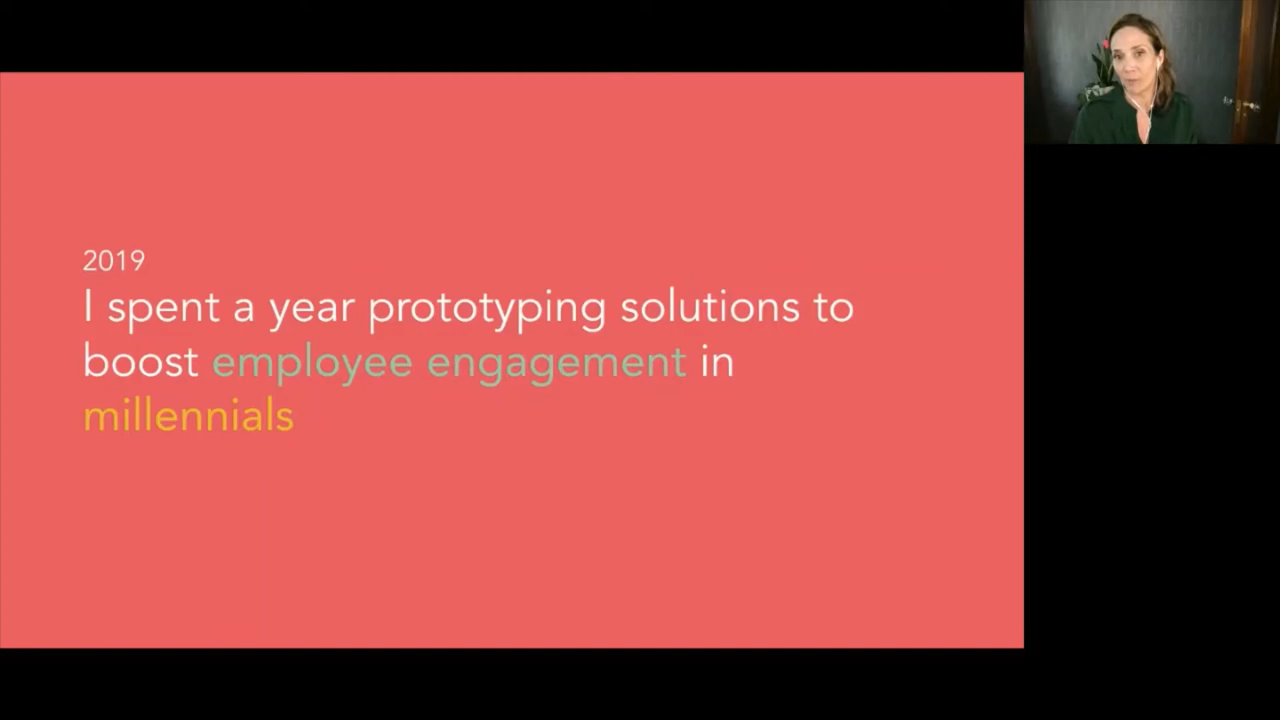 2019
I spent a year prototyping solutions to
boost employee engagement in
millennials